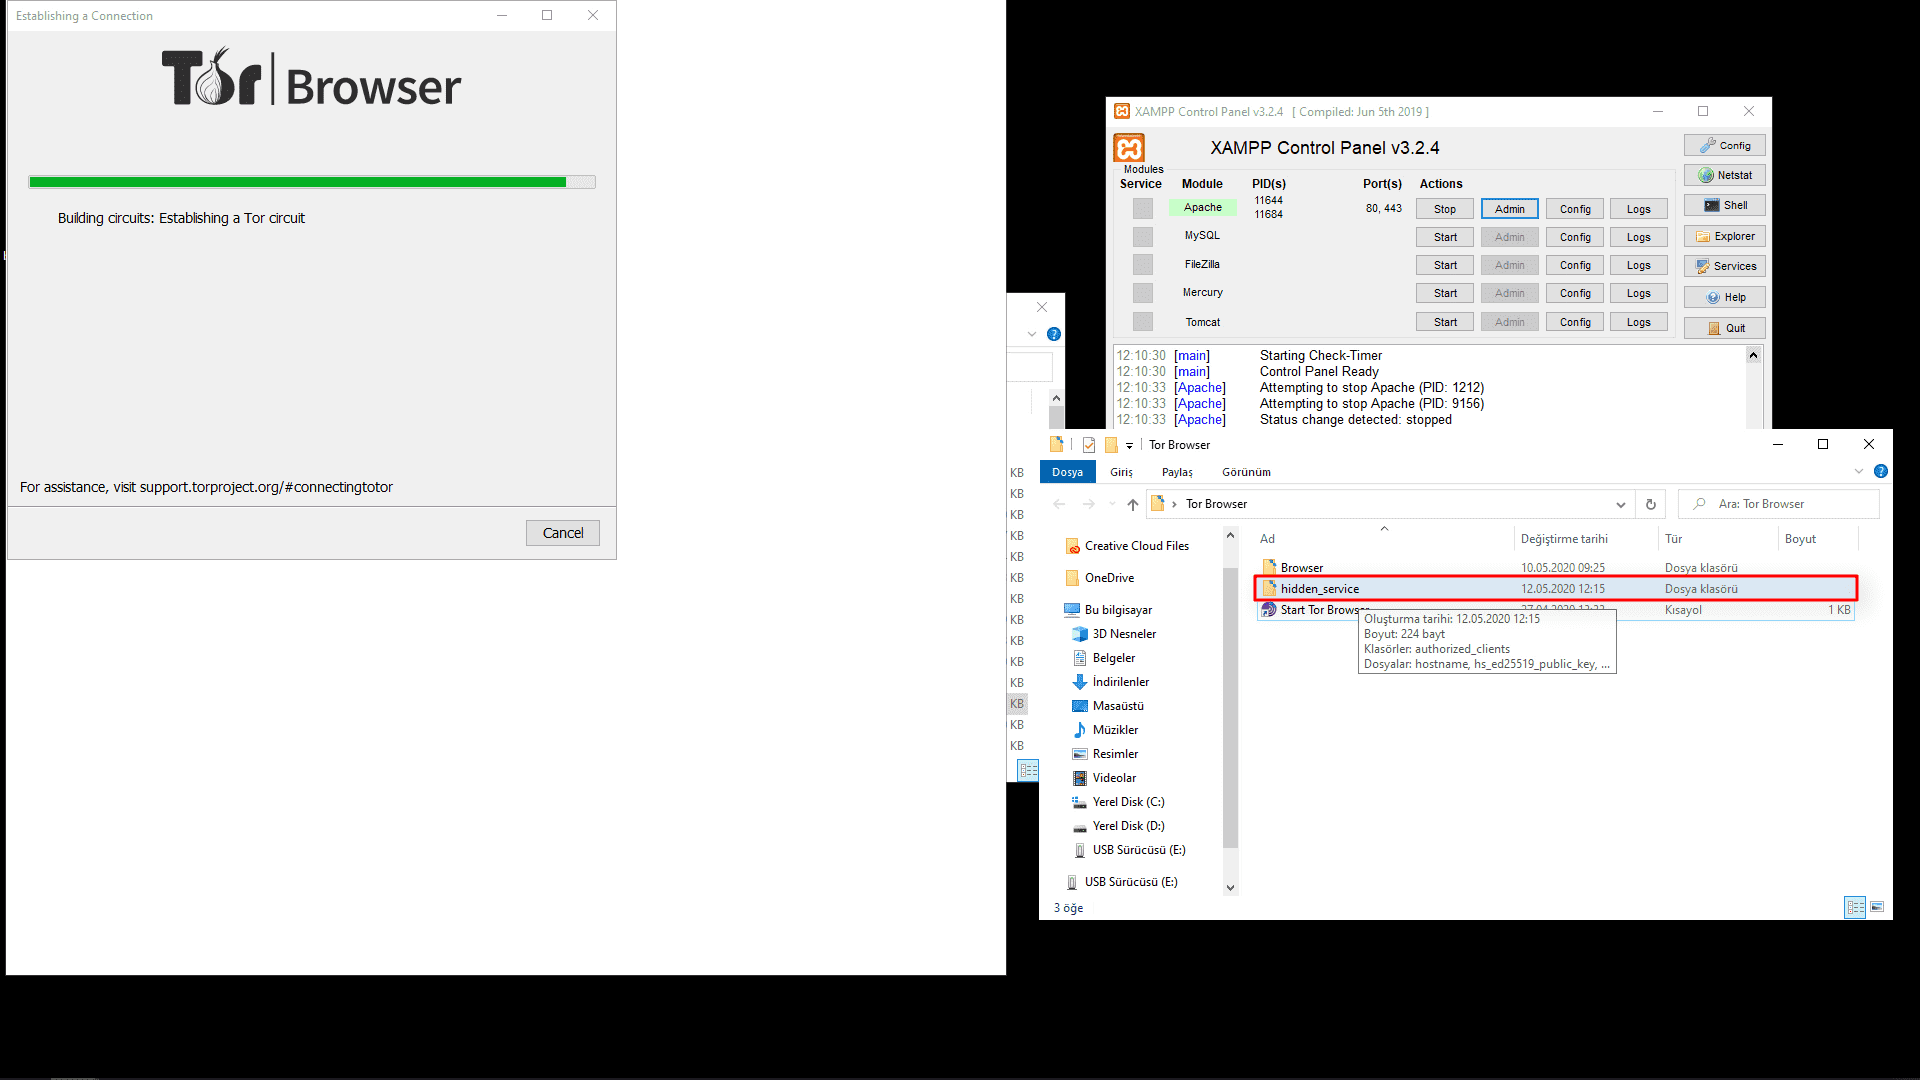 Establishing a Connection
Tor Browser
Building circuits: Establishing a Tor circuit
For assistance, visit support.torproject.org/#connectingtotor
Cancel
XAMPP Control Panel v3.2.4 [ Compiled: Jun 5th 2019 ]
XAMPP Control Panel v3.2.4
Config
Modules
Service Module PID(s) Port(s) Actions
Netstat
Apache 11644 11684 80, 443 Stop Admin Config Logs
Shell
MySQL Start Admin Config Logs
Explorer
FileZilla Start Admin Config Logs
Services
Mercury Start Admin Config Logs
Help
Tomcat Start Admin Config Logs
Quit
12:10:30 [main] Starting Check-Timer
12:10:30 [main] Control Panel Ready
12:10:33 [Apache] Attempting to stop Apache (PID: 1212)
12:10:33 [Apache] Attempting to stop Apache (PID: 9156)
12:10:33 [Apache] Status change detected: stopped
KB
KB
KB
KB
KB
KB
KB
KB
KB
KB
KB
KB
KB
KB
Tor Browser
Dosya Giriş Paylaş Görünüm
Tor Browser
Ara: Tor Browser
Creative Cloud Files
OneDrive
Bu bilgisayar
3D Nesneler
Belgeler
İndirilenler
Masaüstü
Müzikler
Resimler
Videolar
Yerel Disk (C:)
Yerel Disk (D:)
USB Sürücüsü (E:)
USB Sürücüsü (E:)
3 öğe
Ad Değiştirme tarihi Tür Boyut
Browser 10.05.2020 09:25 Dosya klasörü
hidden_service 12.05.2020 12:15 Dosya klasörü
Start Tor Browser Kısayol 1 KB
Oluşturma tarihi: 12.05.2020 12:15
Boyut: 224 bayt
Klasörler: authorized_clients
Dosyalar: hostname, hs_ed25519_public_key, ...